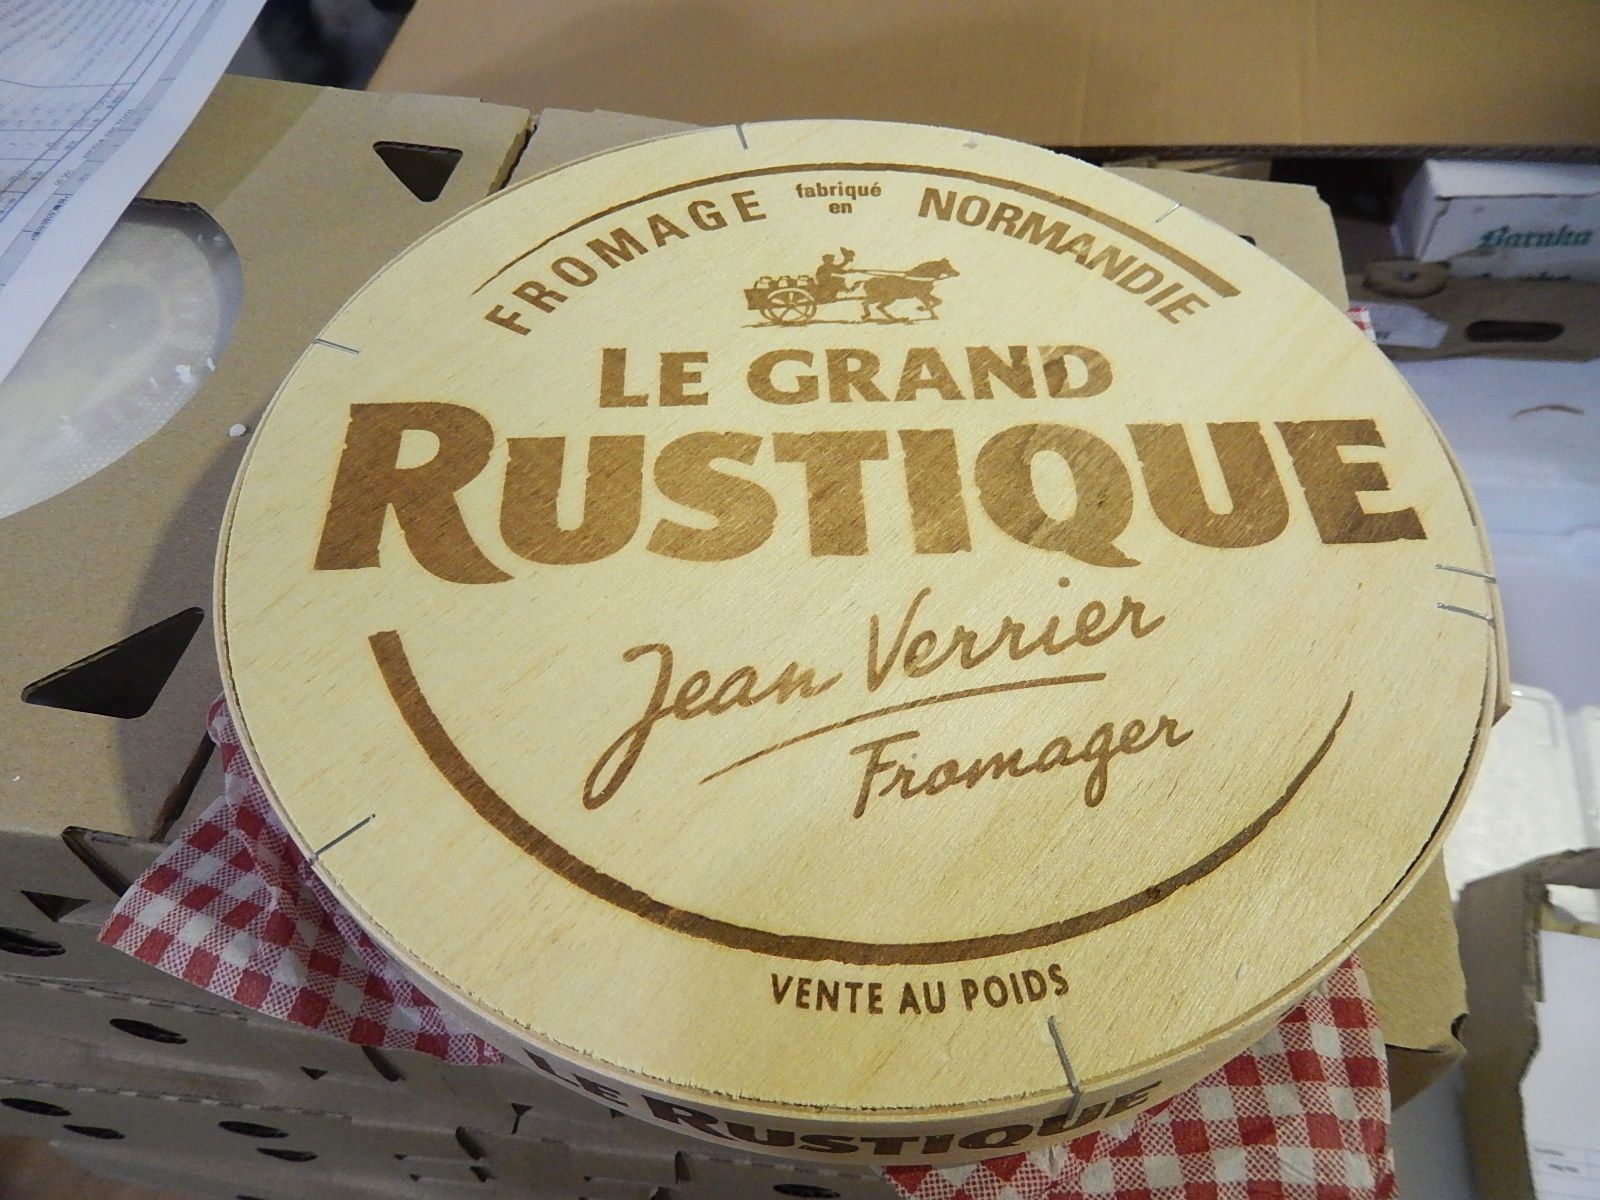 FROMAGE fabriqué en NORMANDIE
LE GRAND
RUSTIQUE
Jean Verrier
Fromager
VENTE AU POIDS
LE RUSTIQUE